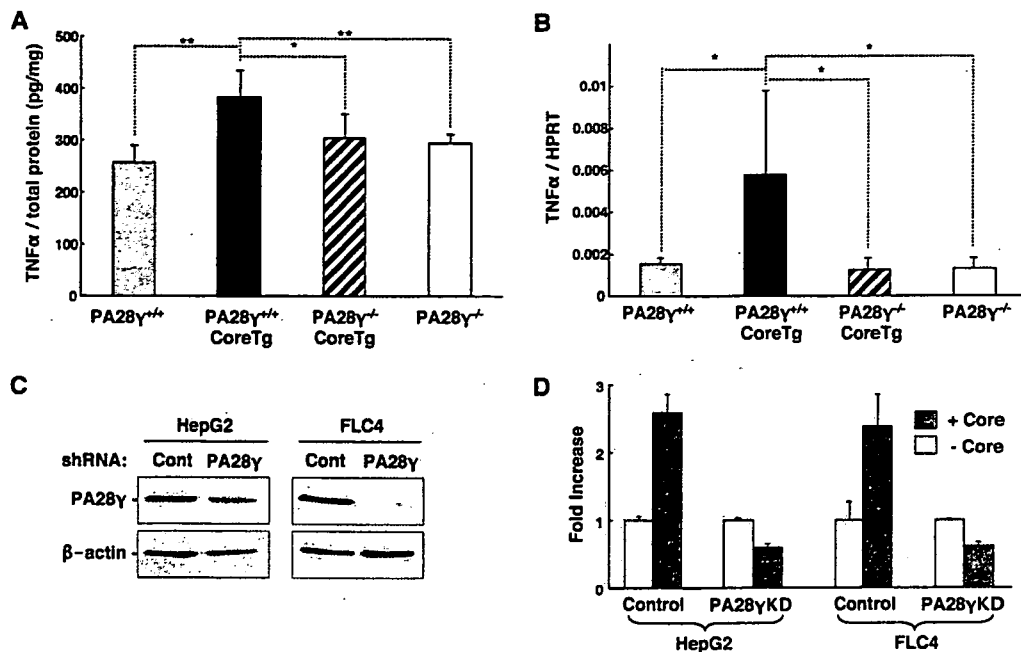 A
TNFα / total protein (pg/mg)
500
400
300
200
100
0
**
*
**
PA28γ+/+
PA28γ+/+ CoreTg
PA28γ-/- CoreTg
PA28γ-/-
B
TNFα / HPRT
0.01
0.008
0.006
0.004
0.002
0
*
*
*
PA28γ+/+
PA28γ+/+ CoreTg
PA28γ-/- CoreTg
PA28γ-/-
C
HepG2
FLC4
shRNA: Cont PA28γ Cont PA28γ
PA28γ
β-actin
D
Fold Increase
3
2
1
0
+ Core
- Core
Control PA28γKD Control PA28γKD
HepG2
FLC4